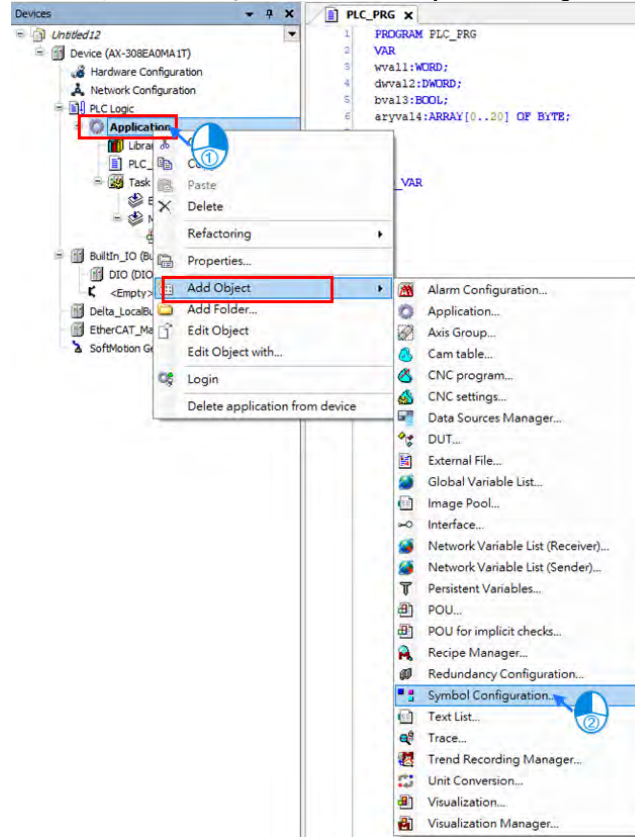 Devices
Untitled12
Device (AX-308EA0MA1T)
Hardware Configuration
Network Configuration
PLC Logic
Application
PLC_
Task
BuiltIn_IO
DIO (DIO
<Empty>
SoftMotion
①
Paste
Delete
Refactoring
Properties...
Add Object
Add Folder...
Edit Object
Edit Object with...
Login
Delete application from device
PLC_PRG
1 PROGRAM PLC_PRG
2 VAR
3 wval1:WORD;
4 dwval2:DWORD;
5 bval3:BOOL;
6 aryval4:ARRAY[0..20] OF BYTE;
_VAR
Alarm Configuration...
Application...
Axis Group...
Cam table...
CNC program...
CNC settings...
Data Sources Manager...
DUT...
External File...
Global Variable List...
Image Pool...
Interface...
Network Variable List (Receiver)...
Network Variable List (Sender)...
Persistent Variables...
POU...
POU for implicit checks...
Recipe Manager...
Redundancy Configuration...
Symbol Configuration...
②
Text List...
Trace...
Trend Recording Manager...
Unit Conversion...
Visualization...
Visualization Manager...